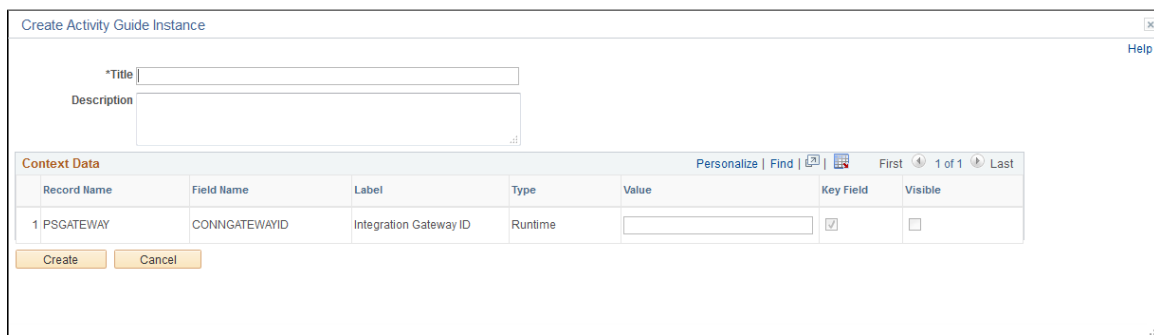 Create Activity Guide Instance
Help
*Title
Description
Context Data Personalize | Find | | First 1 of 1 Last
Record Name Field Name Label Type Value Key Field Visible
1 PSGATEWAY CONNGATEWAYID Integration Gateway ID Runtime
Create Cancel